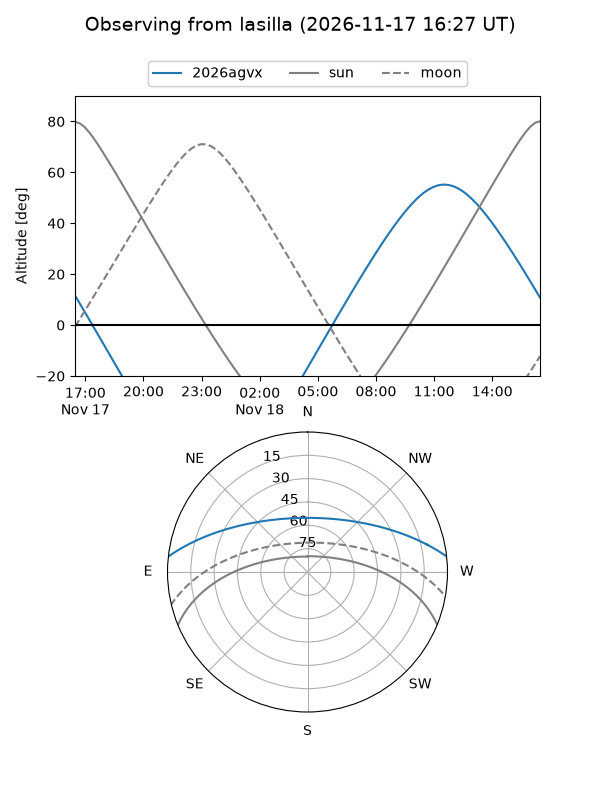 Observing from lasilla (2026-11-17 16:27 UT)
2026agvx
sun
moon
Altitude [deg]
80
60
40
20
0
−20
17:00
Nov 17
20:00
23:00
02:00
Nov 18
05:00
08:00
11:00
14:00
N
NE
NW
15
30
45
60
75
E
W
SE
SW
S